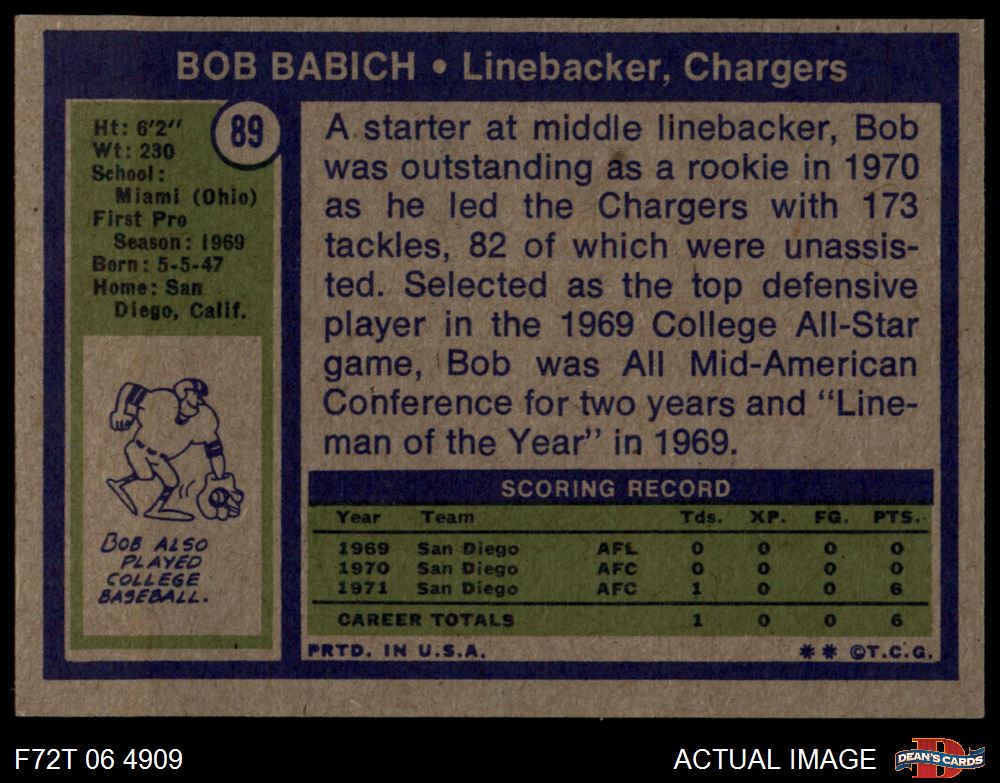 BOB BABICH • Linebacker, Chargers
89
Ht: 6'2"
Wt: 230
School:
Miami (Ohio)
First Pro
Season: 1969
Born: 5-5-47
Home: San
Diego, Calif.
BOB ALSO
PLAYED
COLLEGE
BASEBALL.
A starter at middle linebacker, Bob
was outstanding as a rookie in 1970
as he led the Chargers with 173
tackles, 82 of which were unassis-
ted. Selected as the top defensive
player in the 1969 College All-Star
game, Bob was All Mid-American
Conference for two years and "Line-
man of the Year" in 1969.
SCORING RECORD
Year Team Tds. XP. FG. PTS.
1969 San Diego AFL 0 0 0 0
1970 San Diego AFC 0 0 0 0
1971 San Diego AFC 1 0 0 6
CAREER TOTALS 1 0 0 6
PRTD. IN U.S.A. ** ©T.C.G.
F72T 06 4909 ACTUAL IMAGE
D
DEAN'S CARDS